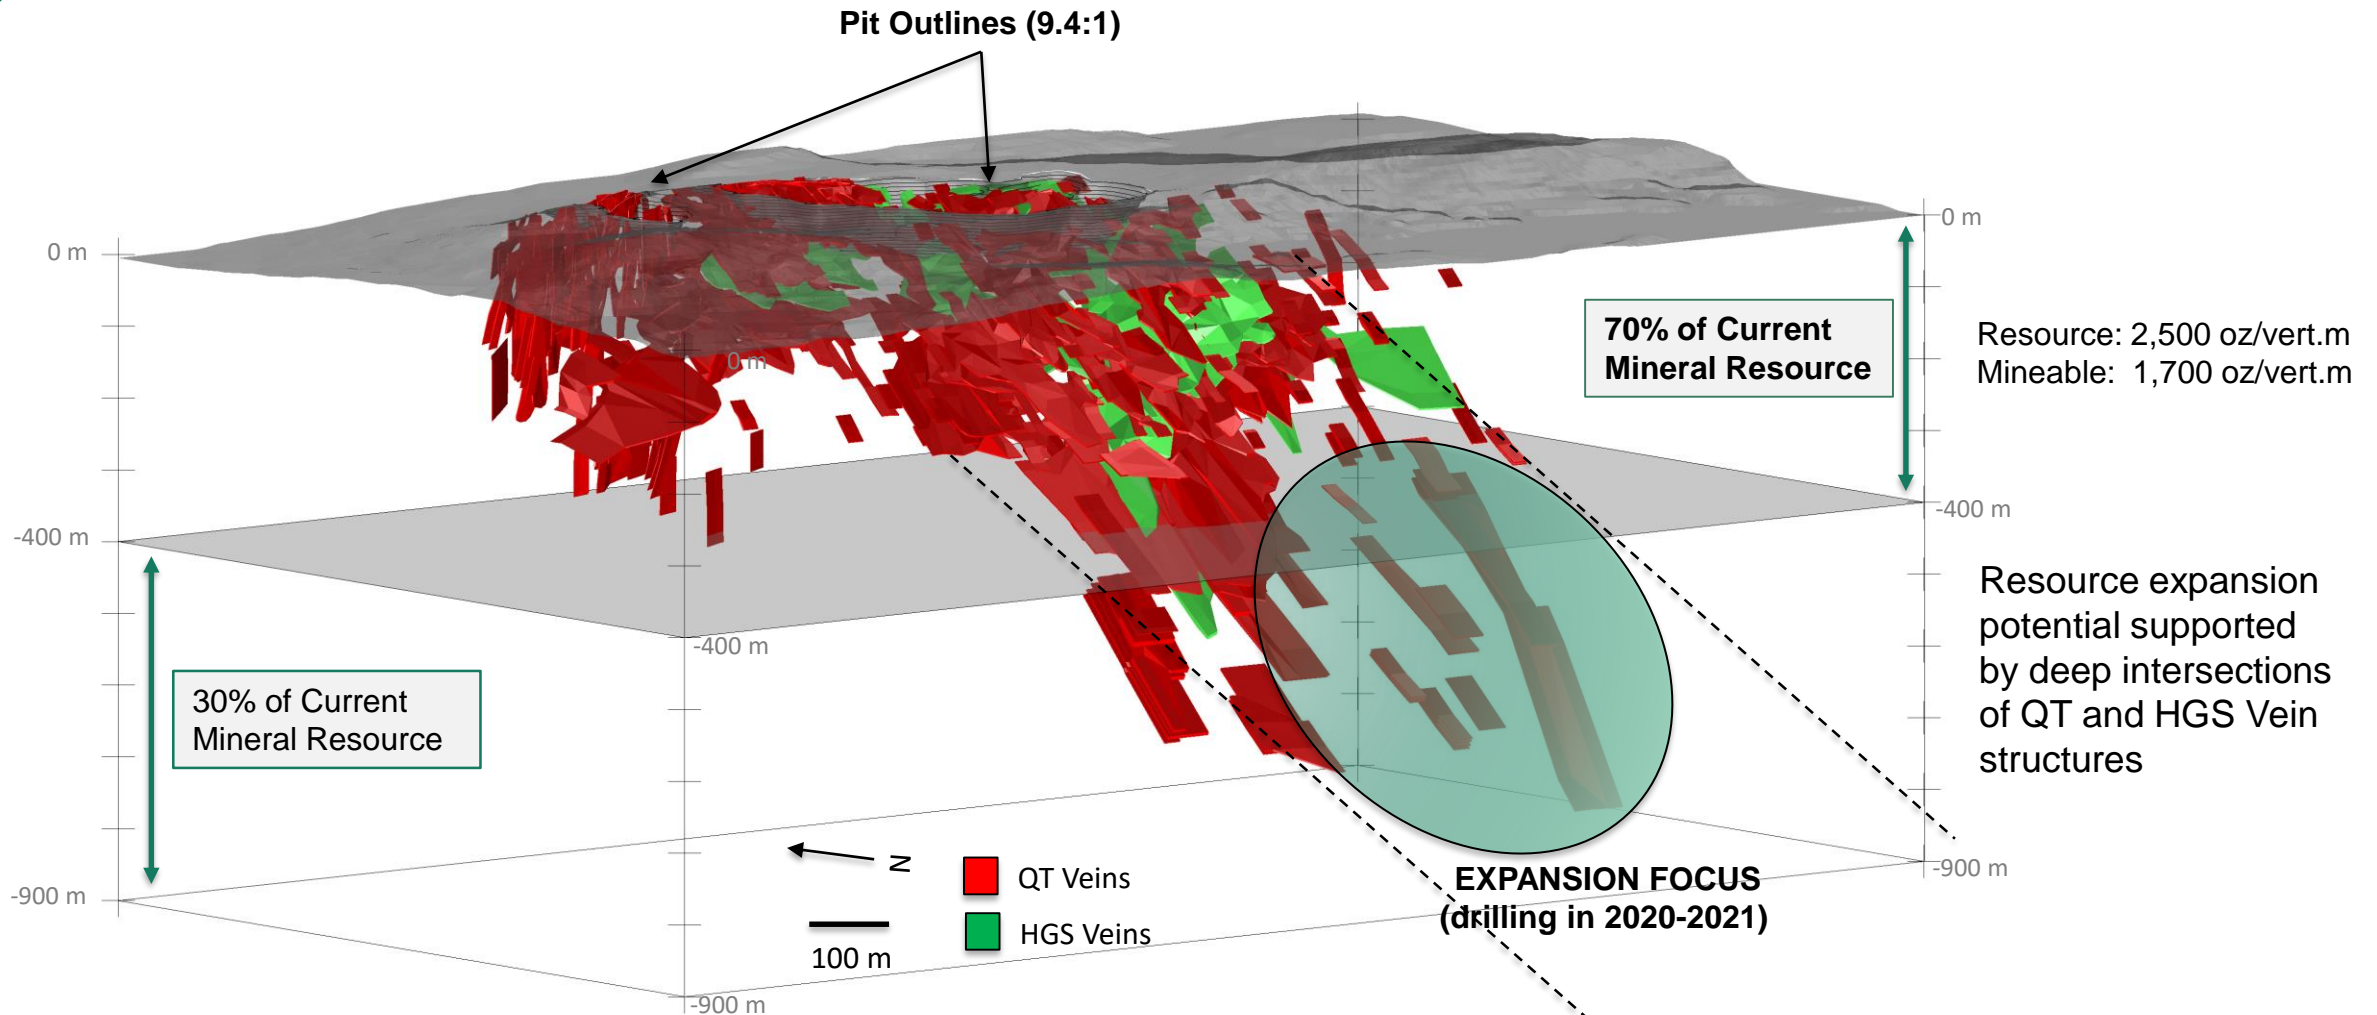 Pit Outlines (9.4:1)
0 m
0 m
0 m
70% of Current
Mineral Resource
Resource: 2,500 oz/vert.m
Mineable: 1,700 oz/vert.m
-400 m
-400 m
-400 m
Resource expansion
potential supported
by deep intersections
of QT and HGS Vein
structures
30% of Current
Mineral Resource
N
QT Veins
HGS Veins
100 m
EXPANSION FOCUS
(drilling in 2020-2021)
-900 m
-900 m
-900 m